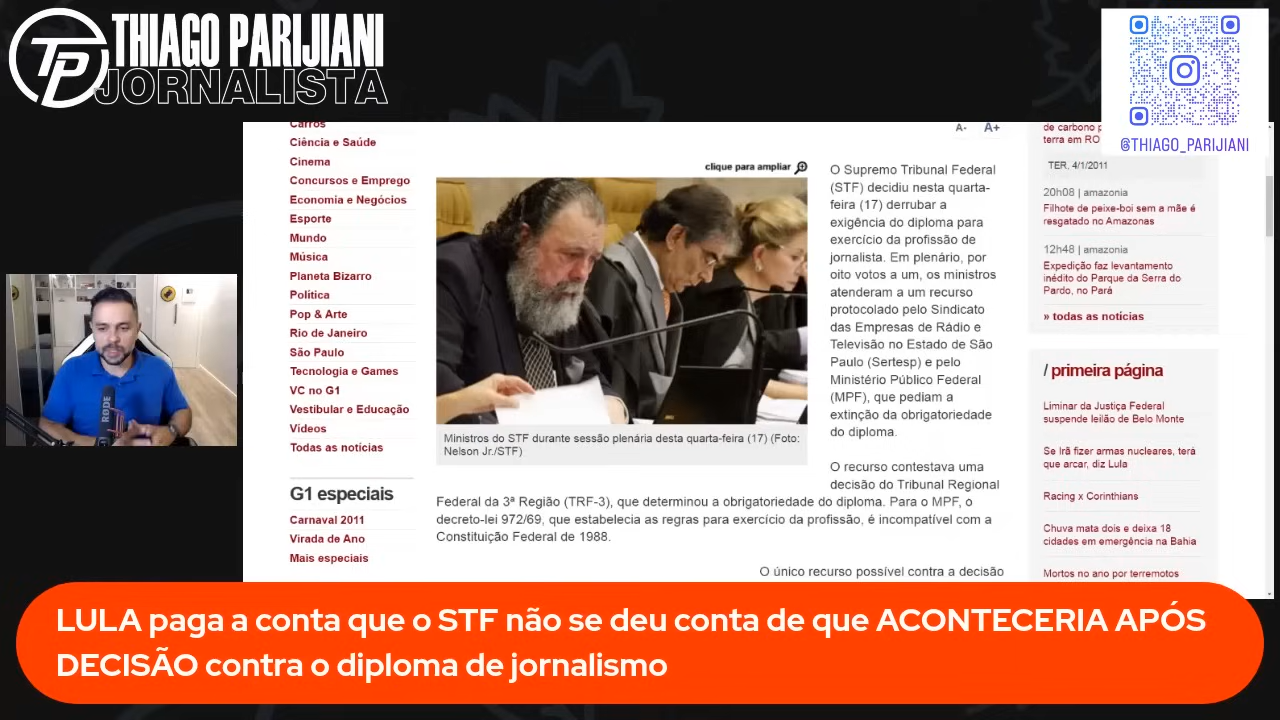 THIAGO PARIJIANI
TP
JORNALISTA
@THIAGO_PARIJIANI
Carros
Ciência e Saúde
Cinema
Concursos e Emprego
Economia e Negócios
Esporte
Mundo
Música
Planeta Bizarro
Política
Pop & Arte
Rio de Janeiro
São Paulo
Tecnologia e Games
VC no G1
Vestibular e Educação
Vídeos
Todas as notícias
G1 especiais
Carnaval 2011
Virada de Ano
Mais especiais
A- A+
clique para ampliar
Ministros do STF durante sessão plenária desta quarta-feira (17) (Foto:
Nelson Jr./STF)
O Supremo Tribunal Federal
(STF) decidiu nesta quarta-
feira (17) derrubar a
exigência do diploma para
exercício da profissão de
jornalista. Em plenário, por
oito votos a um, os ministros
atenderam a um recurso
protocolado pelo Sindicato
das Empresas de Rádio e
Televisão no Estado de São
Paulo (Sertesp) e pelo
Ministério Público Federal
(MPF), que pediam a
extinção da obrigatoriedade
do diploma.
O recurso contestava uma
decisão do Tribunal Regional
Federal da 3ª Região (TRF-3), que determinou a obrigatoriedade do diploma. Para o MPF, o
decreto-lei 972/69, que estabelecia as regras para exercício da profissão, é incompatível com a
Constituição Federal de 1988.
O único recurso possível contra a decisão
de carbono
terra em RO
TER, 4/1/2011
20h08 | amazonia
Filhote de peixe-boi sem a mãe é
resgatado no Amazonas
12h48 | amazonia
Expedição faz levantamento
inédito do Parque da Serra do
Pardo, no Pará
» todas as notícias
/ primeira página
Liminar da Justiça Federal
suspende leilão de Belo Monte
Se Irã fizer armas nucleares, terá
que arcar, diz Lula
Racing x Corinthians
Chuva mata dois e deixa 18
cidades em emergência na Bahia
Mortos no ano por terremotos
RØDE
LULA paga a conta que o STF não se deu conta de que ACONTECERIA APÓS
DECISÃO contra o diploma de jornalismo